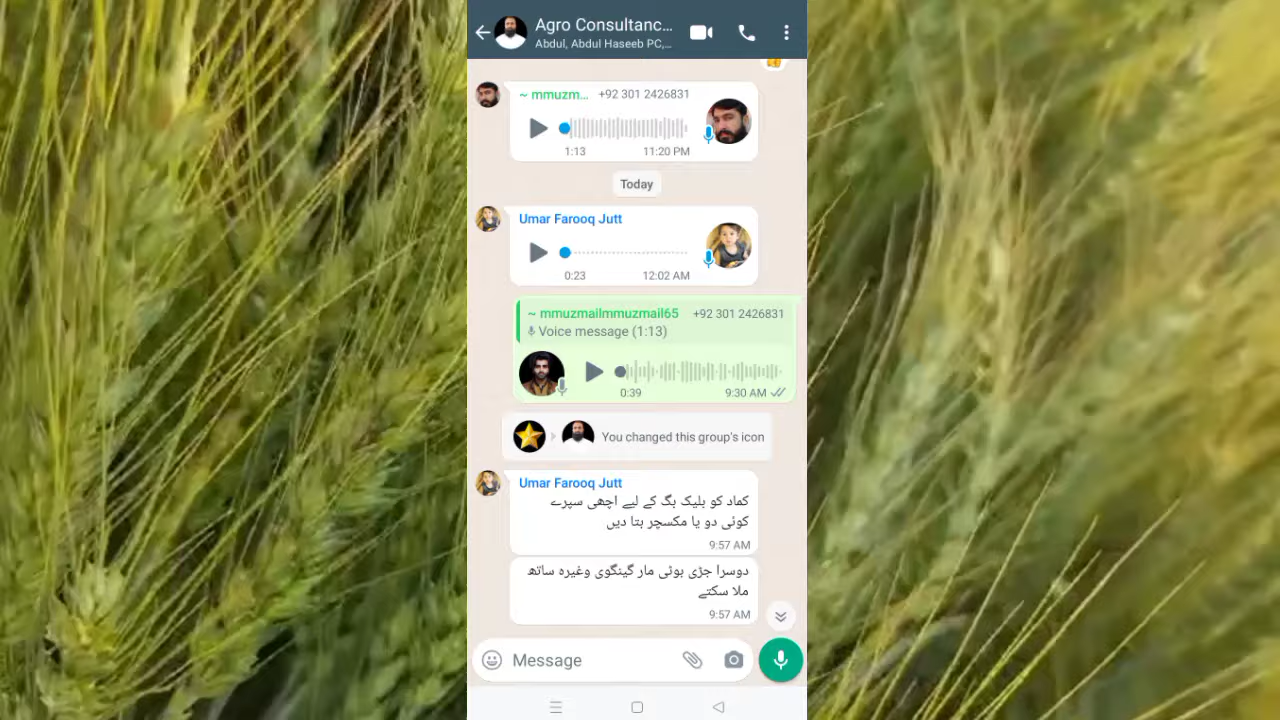 Agro Consultanc...
Abdul, Abdul Haseeb PC,...
~ mmuzm... +92 301 2426831
1:13 11:20 PM
Today
Umar Farooq Jutt
0:23 12:02 AM
~ mmuzmailmmuzmail65 +92 301 2426831
Voice message (1:13)
0:39 9:30 AM
You changed this group's icon
Umar Farooq Jutt
کماد کو بلیک بگ کے لیے اچھی سپرے
کوئی دو یا مکسچر بتا دیں
9:57 AM
دوسرا جڑی بوئی مار گینگوی وغیرہ ساتھ
ملا سکتے
9:57 AM
Message